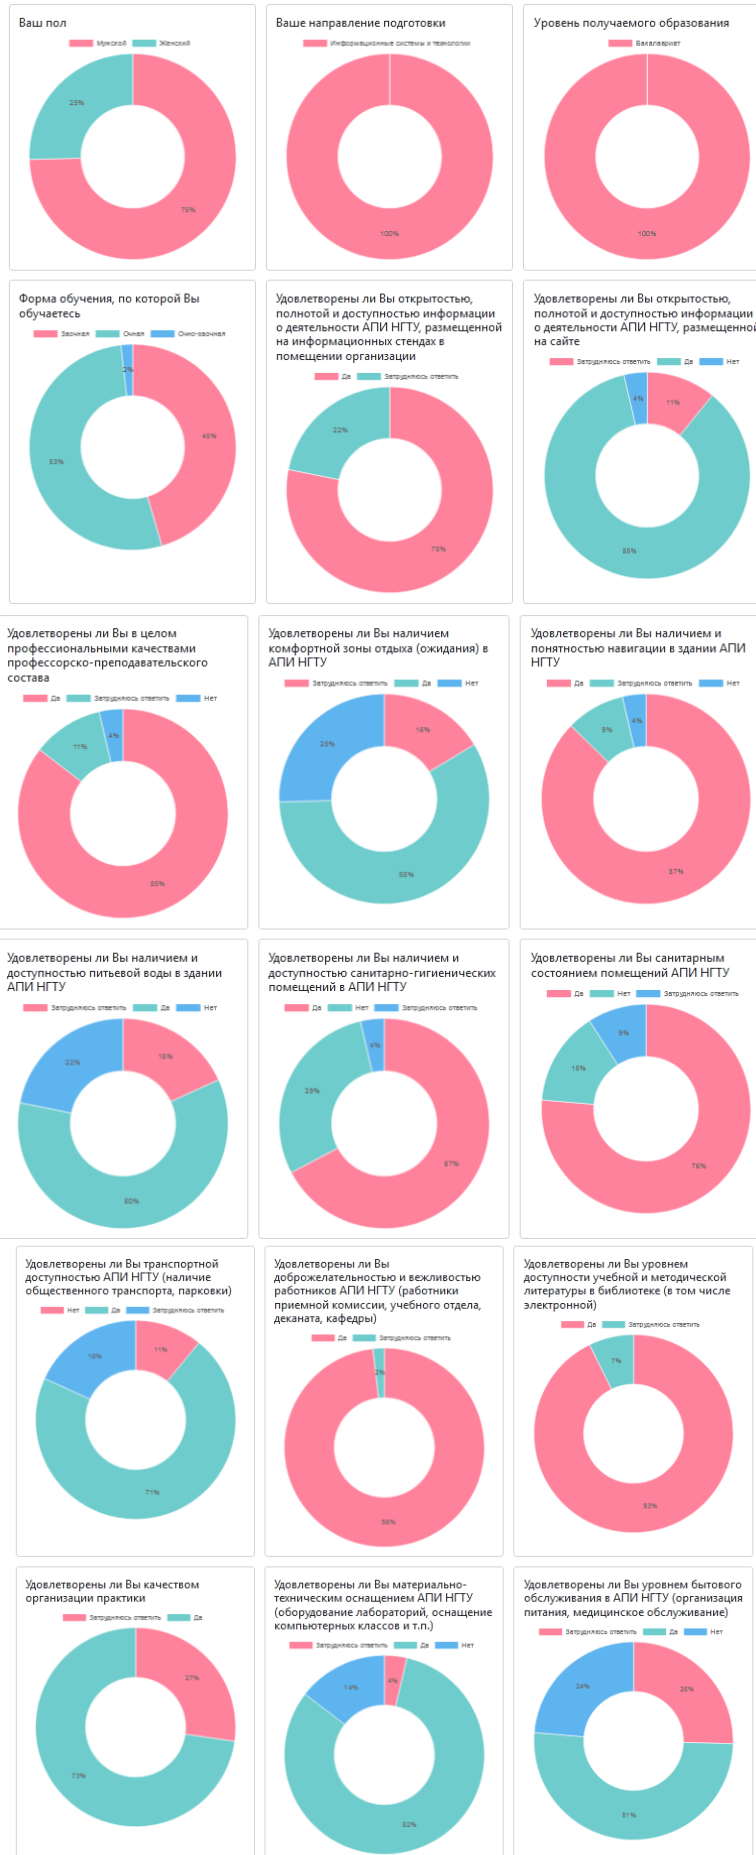 Ваш пол
Мужской Женский
25%
75%
Ваше направление подготовки
Информационные системы и технологии
100%
Уровень получаемого образования
Бакалавриат
100%
Форма обучения, по которой Вы
обучаетесь
Заочная Очная Очно-заочная
2%
53%
Удовлетворены ли Вы открытостью,
полнотой и доступностью информации
о деятельности АПИ НГТУ, размещенной
на информационных стендах в
помещении организации
Да Затрудняюсь ответить
22%
78%
Удовлетворены ли Вы открытостью,
полнотой и доступностью информации
о деятельности АПИ НГТУ, размещенной
на сайте
Затрудняюсь ответить Да Нет
4%
11%
85%
Удовлетворены ли Вы в целом
профессиональными качествами
профессорско-преподавательского
состава
Да Затрудняюсь ответить Нет
4%
11%
85%
Удовлетворены ли Вы наличием
комфортной зоны отдыха (ожидания) в
АПИ НГТУ
Затрудняюсь ответить Да Нет
16%
25%
58%
Удовлетворены ли Вы наличием и
понятностью навигации в здании АПИ
НГТУ
Да Затрудняюсь ответить Нет
4%
9%
87%
Удовлетворены ли Вы наличием и
доступностью питьевой воды в здании
АПИ НГТУ
Затрудняюсь ответить Да Нет
18%
22%
60%
Удовлетворены ли Вы наличием и
доступностью санитарно-гигиенических
помещений в АПИ НГТУ
Да Нет Затрудняюсь ответить
4%
29%
67%
Удовлетворены ли Вы санитарным
состоянием помещений АПИ НГТУ
Да Нет Затрудняюсь ответить
9%
15%
76%
Удовлетворены ли Вы транспортной
доступностью АПИ НГТУ (наличие
общественного транспорта, парковки)
Нет Да Затрудняюсь ответить
11%
18%
71%
Удовлетворены ли Вы
доброжелательностью и вежливостью
работников АПИ НГТУ (работники
приемной комиссии, учебного отдела,
деканата, кафедры)
Да Затрудняюсь ответить
2%
98%
Удовлетворены ли Вы уровнем
доступности учебной и методической
литературы в библиотеке (в том числе
электронной)
Да Затрудняюсь ответить
7%
93%
Удовлетворены ли Вы качеством
организации практики
Затрудняюсь ответить Да
27%
73%
Удовлетворены ли Вы материально-
техническим оснащением АПИ НГТУ
(оборудование лабораторий, оснащение
компьютерных классов и т.п.)
Затрудняюсь ответить Да Нет
4%
14%
82%
Удовлетворены ли Вы уровнем бытового
обслуживания в АПИ НГТУ (организация
питания, медицинское обслуживание)
Затрудняюсь ответить Да Нет
24%
25%
51%